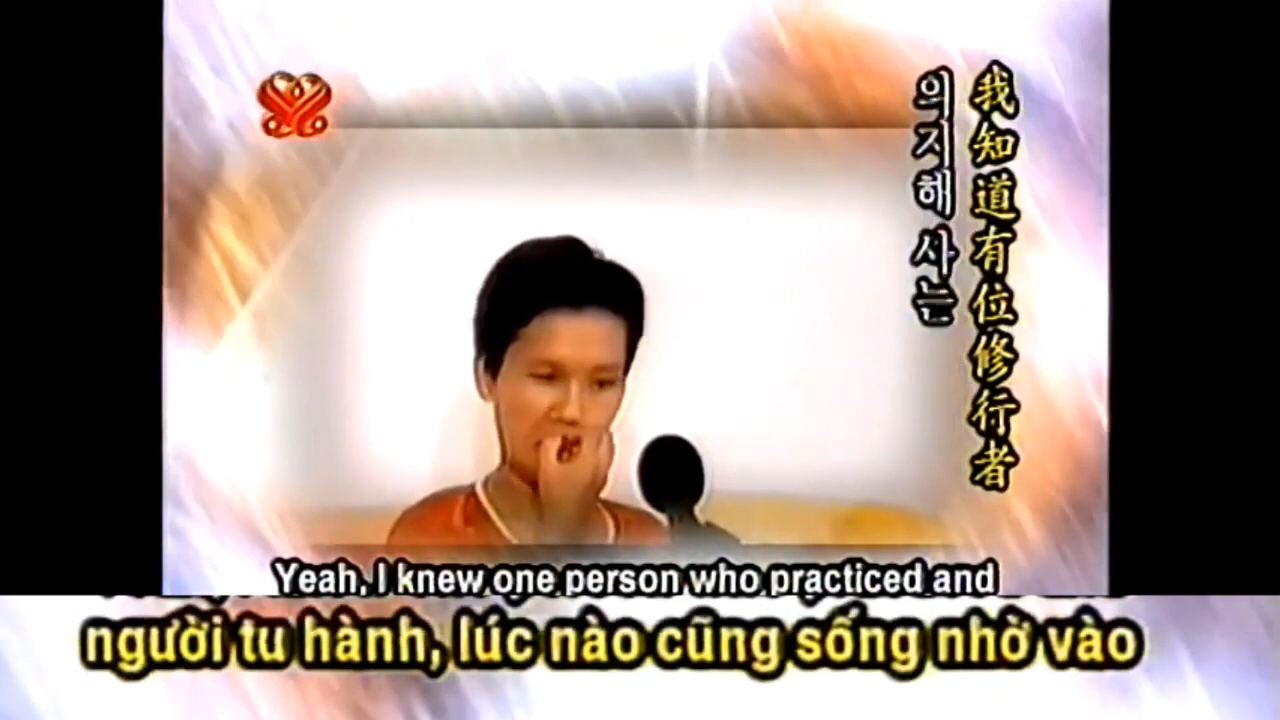 我知道有位修行者
의지해 사는
Yeah, I knew one person who practiced and
người tu hành, lúc nào cũng sống nhờ vào